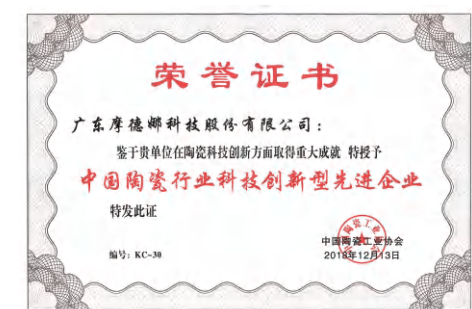 荣誉证书
广东摩德娜科技股份有限公司：
鉴于贵单位在陶瓷科技创新方面取得重大成就 特授予
中国陶瓷行业科技创新型先进企业
特发此证
中国陶瓷工业协会
编号：KC-30
2018年12月13日